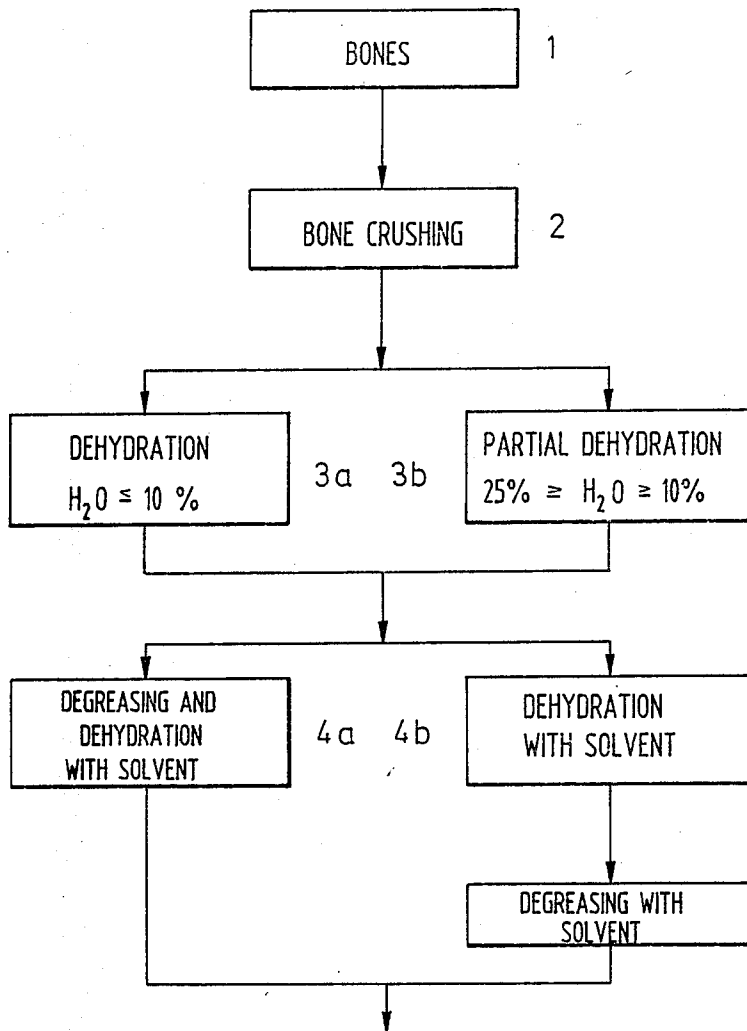 BONES
1
BONE CRUSHING
2
DEHYDRATION
H₂O ≤ 10 %
3a
3b
PARTIAL DEHYDRATION
25% ≥ H₂O ≥ 10%
DEGREASING AND
DEHYDRATION
WITH SOLVENT
4a
4b
DEHYDRATION
WITH SOLVENT
DEGREASING WITH
SOLVENT